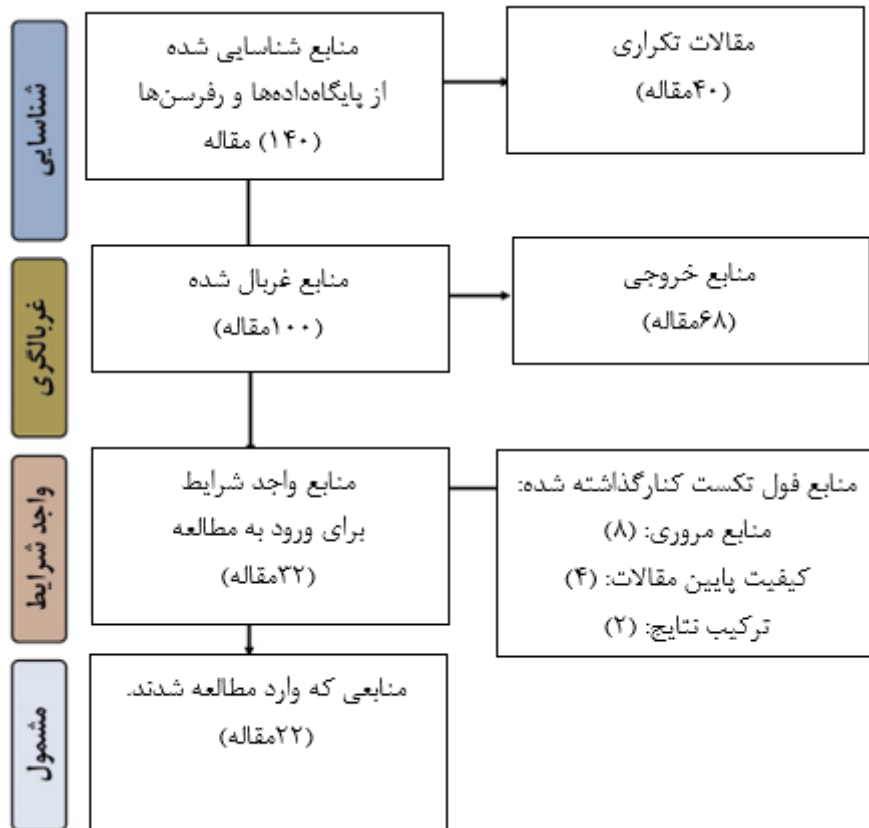 شناسایی
منابع شناسایی شده
از پایگاه‌داده‌ها و رفرسن‌ها
(۱۴۰) مقاله
مقالات تکراری
(۴۰مقاله)
غربالگری
منابع غربال شده
(۱۰۰مقاله)
منابع خروجی
(۶۸مقاله)
واجد شرایط
منابع واجد شرایط
برای ورود به مطالعه
(۳۲مقاله)
منابع فول تکست کنارگذاشته شده:
منابع مروری: (۸)
کیفیت پایین مقالات: (۴)
ترکیب نتایج: (۲)
مشمول
منابعی که وارد مطالعه شدند.
(۲۲مقاله)